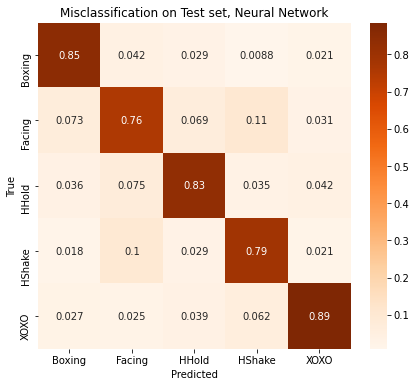 Misclassification on Test set, Neural Network
True
Boxing 0.85 0.042 0.029 0.0088 0.021
Facing 0.073 0.76 0.069 0.11 0.031
HHold 0.036 0.075 0.83 0.035 0.042
HShake 0.018 0.1 0.029 0.79 0.021
XOXO 0.027 0.025 0.039 0.062 0.89
Boxing Facing HHold HShake XOXO
Predicted
0.8
0.7
0.6
0.5
0.4
0.3
0.2
0.1